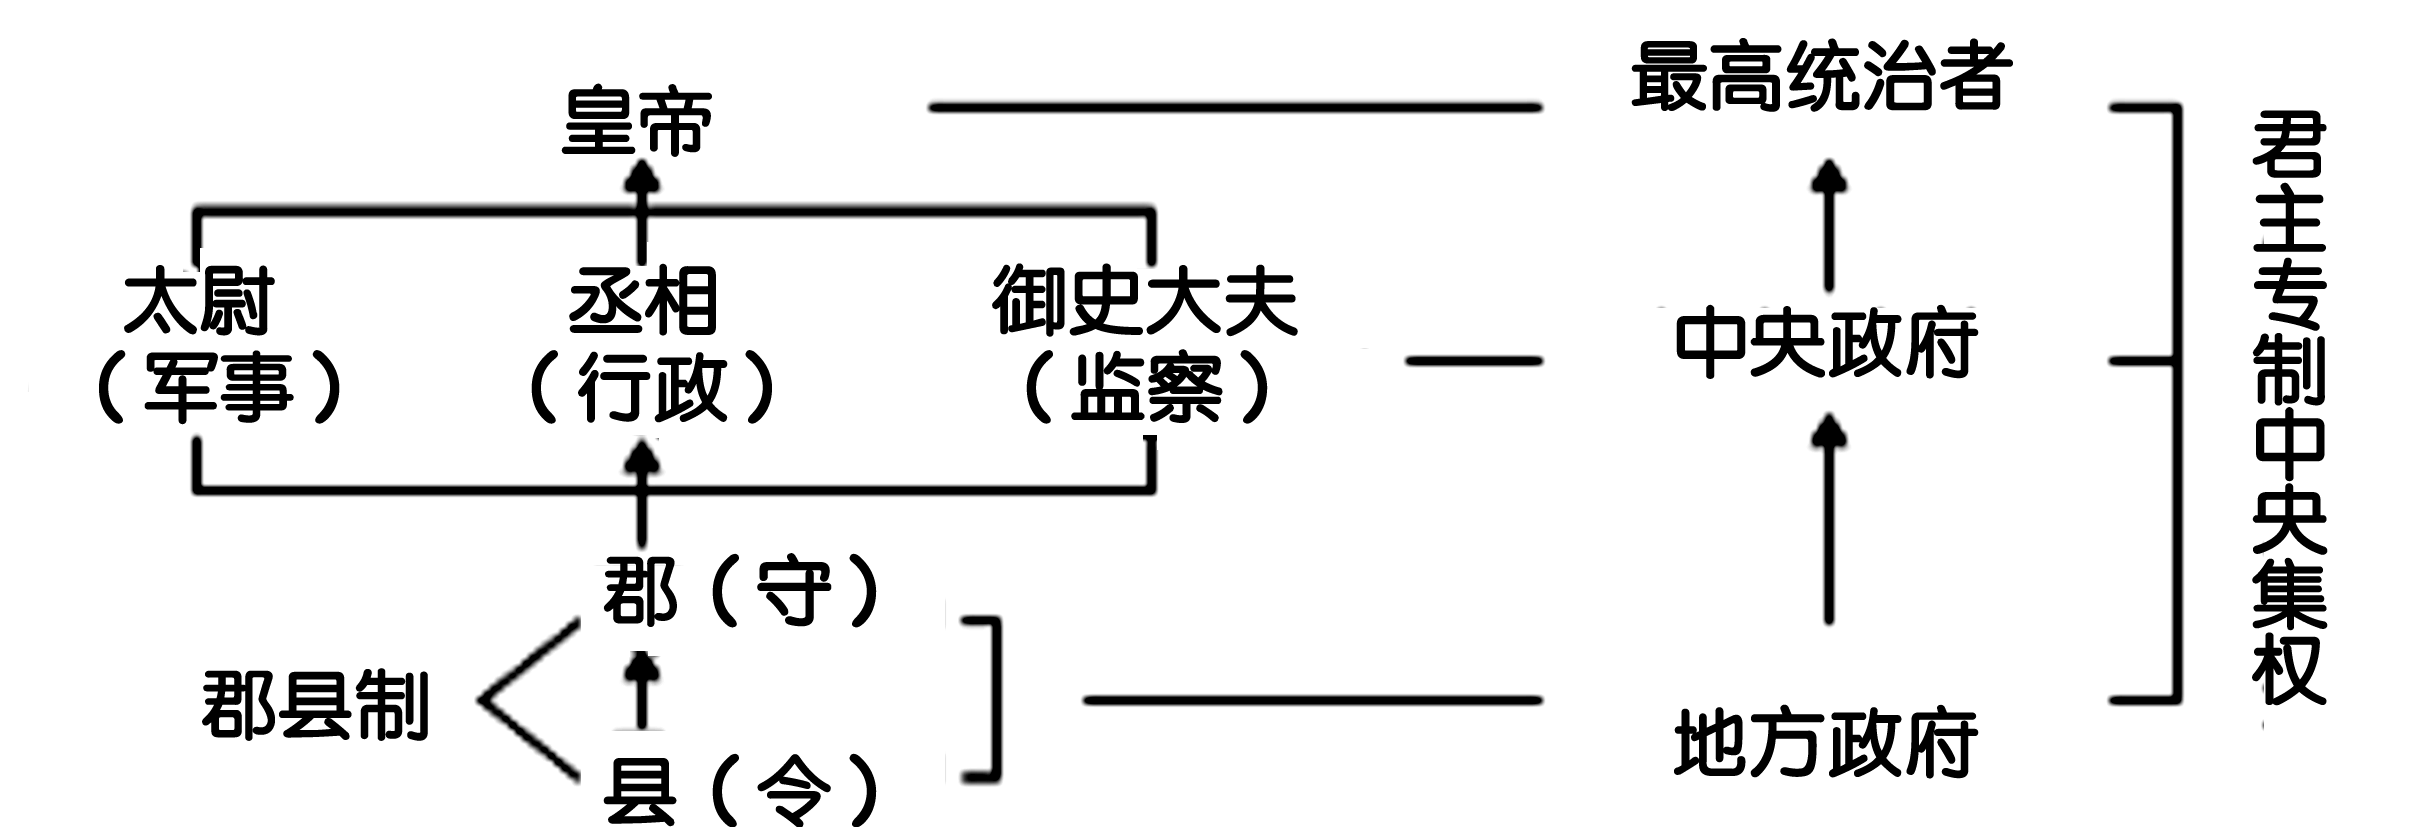 皇帝
最高统治者
太尉
（军事）
丞相
（行政）
御史大夫
（监察）
中央政府
郡（守）
郡县制
县（令）
地方政府
君主专制中央集权